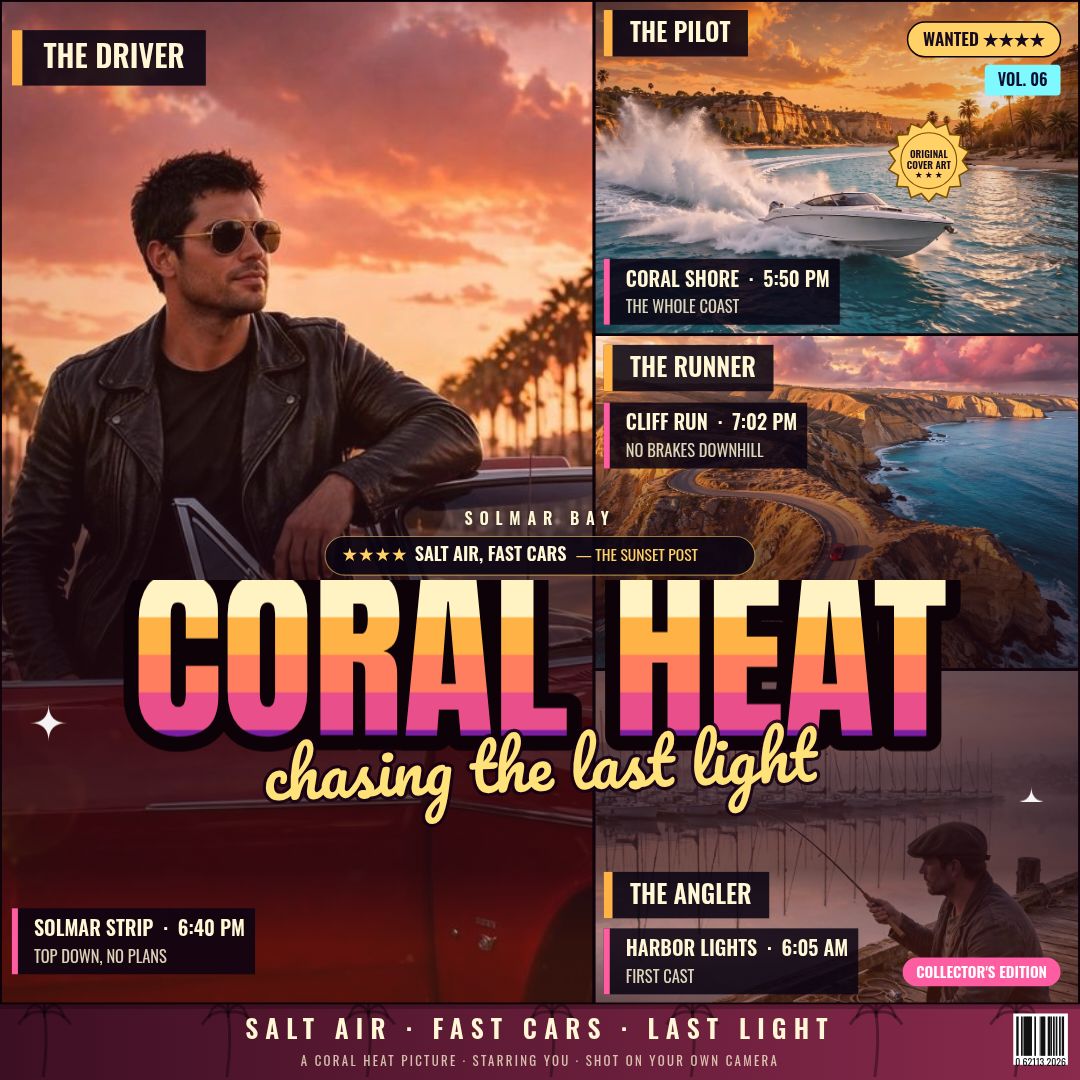 THE DRIVER
THE PILOT
WANTED ★★★★
VOL. 06
ORIGINAL
COVER ART
★ ★ ★
CORAL SHORE · 5:50 PM
THE WHOLE COAST
THE RUNNER
CLIFF RUN · 7:02 PM
NO BRAKES DOWNHILL
SOLMAR BAY
★★★★ SALT AIR, FAST CARS — THE SUNSET POST
CORAL HEAT
chasing the last light
SOLMAR STRIP · 6:40 PM
TOP DOWN, NO PLANS
THE ANGLER
HARBOR LIGHTS · 6:05 AM
FIRST CAST
COLLECTOR'S EDITION
SALT AIR · FAST CARS · LAST LIGHT
A CORAL HEAT PICTURE · STARRING YOU · SHOT ON YOUR OWN CAMERA
0 62113 2026